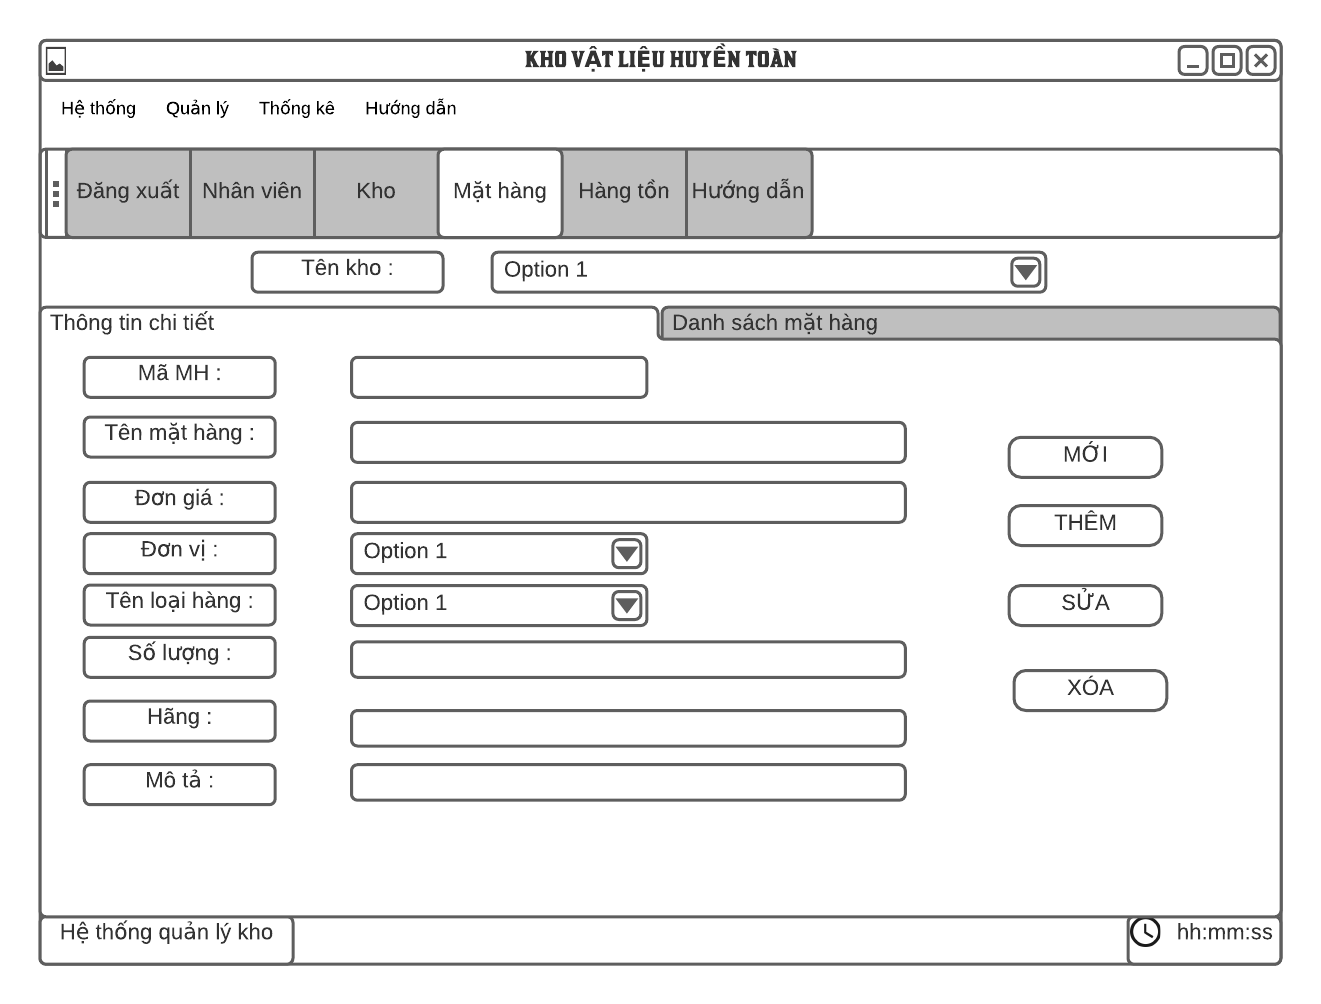 KHO VẬT LIỆU HUYỀN TOÀN
Hệ thống Quản lý Thống kê Hướng dẫn
Đăng xuất Nhân viên Kho Mặt hàng Hàng tồn Hướng dẫn
Tên kho : Option 1
Thông tin chi tiết Danh sách mặt hàng
Mã MH :
Tên mặt hàng :
MỚI
Đơn giá :
THÊM
Đơn vị : Option 1
Tên loại hàng : Option 1
SỬA
Số lượng :
XÓA
Hãng :
Mô tả :
Hệ thống quản lý kho hh:mm:ss